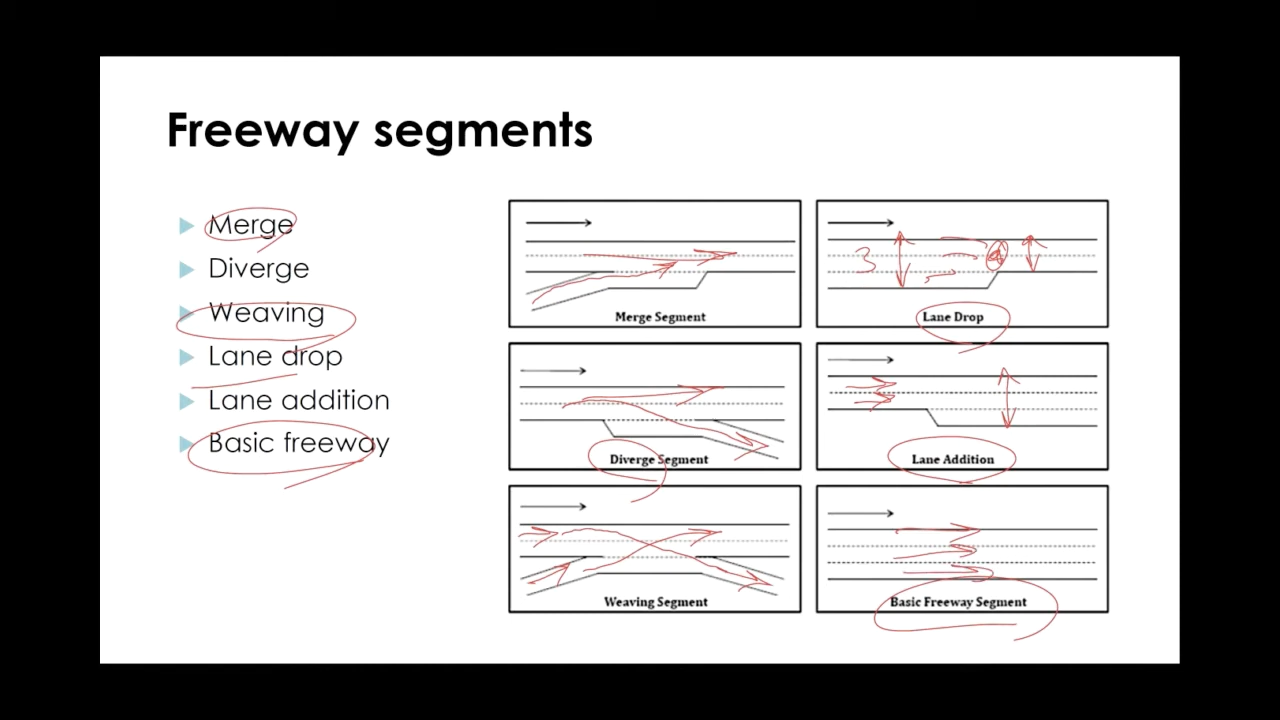 Freeway segments
Merge
Diverge
Weaving
Lane drop
Lane addition
Basic freeway
Merge Segment
3
Lane Drop
Diverge Segment
Lane Addition
Weaving Segment
Basic Freeway Segment